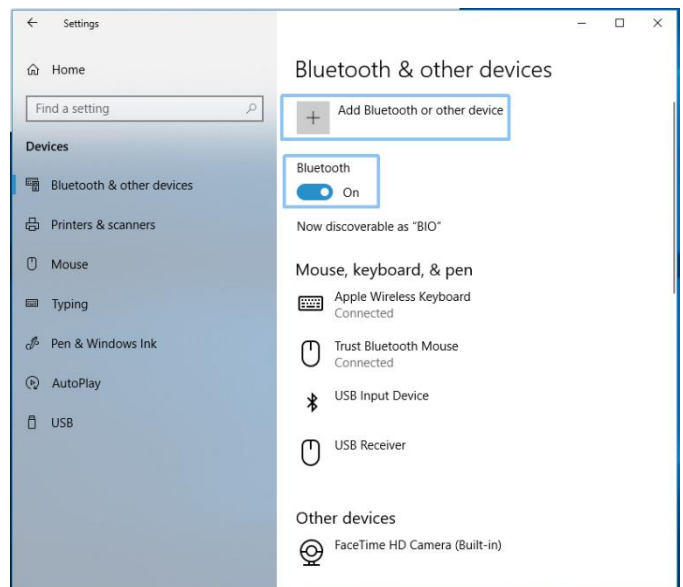 Settings
Home
Find a setting
Devices
Bluetooth & other devices
Printers & scanners
Mouse
Typing
Pen & Windows Ink
AutoPlay
USB
Bluetooth & other devices
Add Bluetooth or other device
Bluetooth
On
Now discoverable as “BIO”
Mouse, keyboard, & pen
Apple Wireless Keyboard
Connected
Trust Bluetooth Mouse
Connected
USB Input Device
USB Receiver
Other devices
FaceTime HD Camera (Built-in)